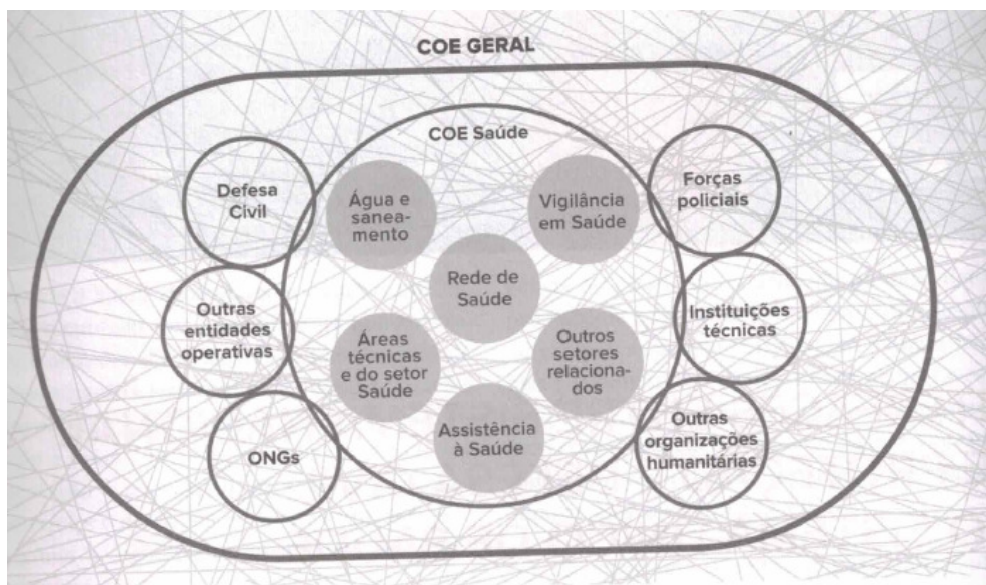 COE GERAL
COE Saúde
Defesa
Civil
Água e
sanea-
mento
Vigilância
em Saúde
Forças
policiais
Rede de
Saúde
Outras
entidades
operativas
Instituições
técnicas
Áreas
técnicas
e do setor
Saúde
Outros
setores
relaciona-
dos
Assistência
à Saúde
ONGs
Outras
organizações
humanitárias